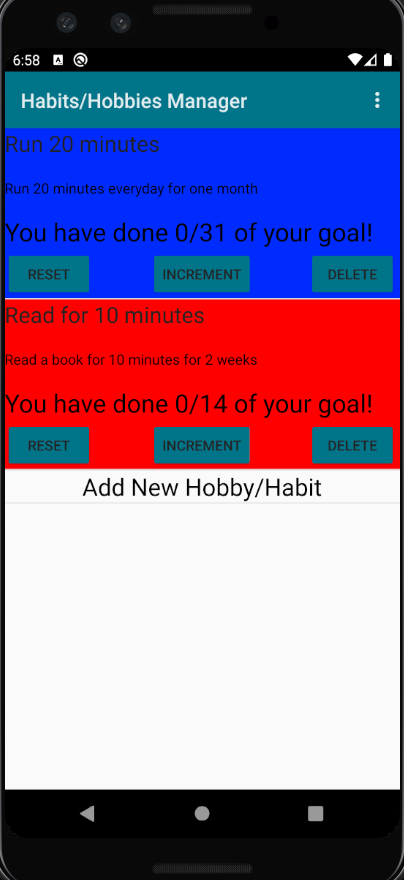 6:58
Habits/Hobbies Manager
Run 20 minutes
Run 20 minutes everyday for one month
You have done 0/31 of your goal!
RESET INCREMENT DELETE
Read for 10 minutes
Read a book for 10 minutes for 2 weeks
You have done 0/14 of your goal!
RESET INCREMENT DELETE
Add New Hobby/Habit